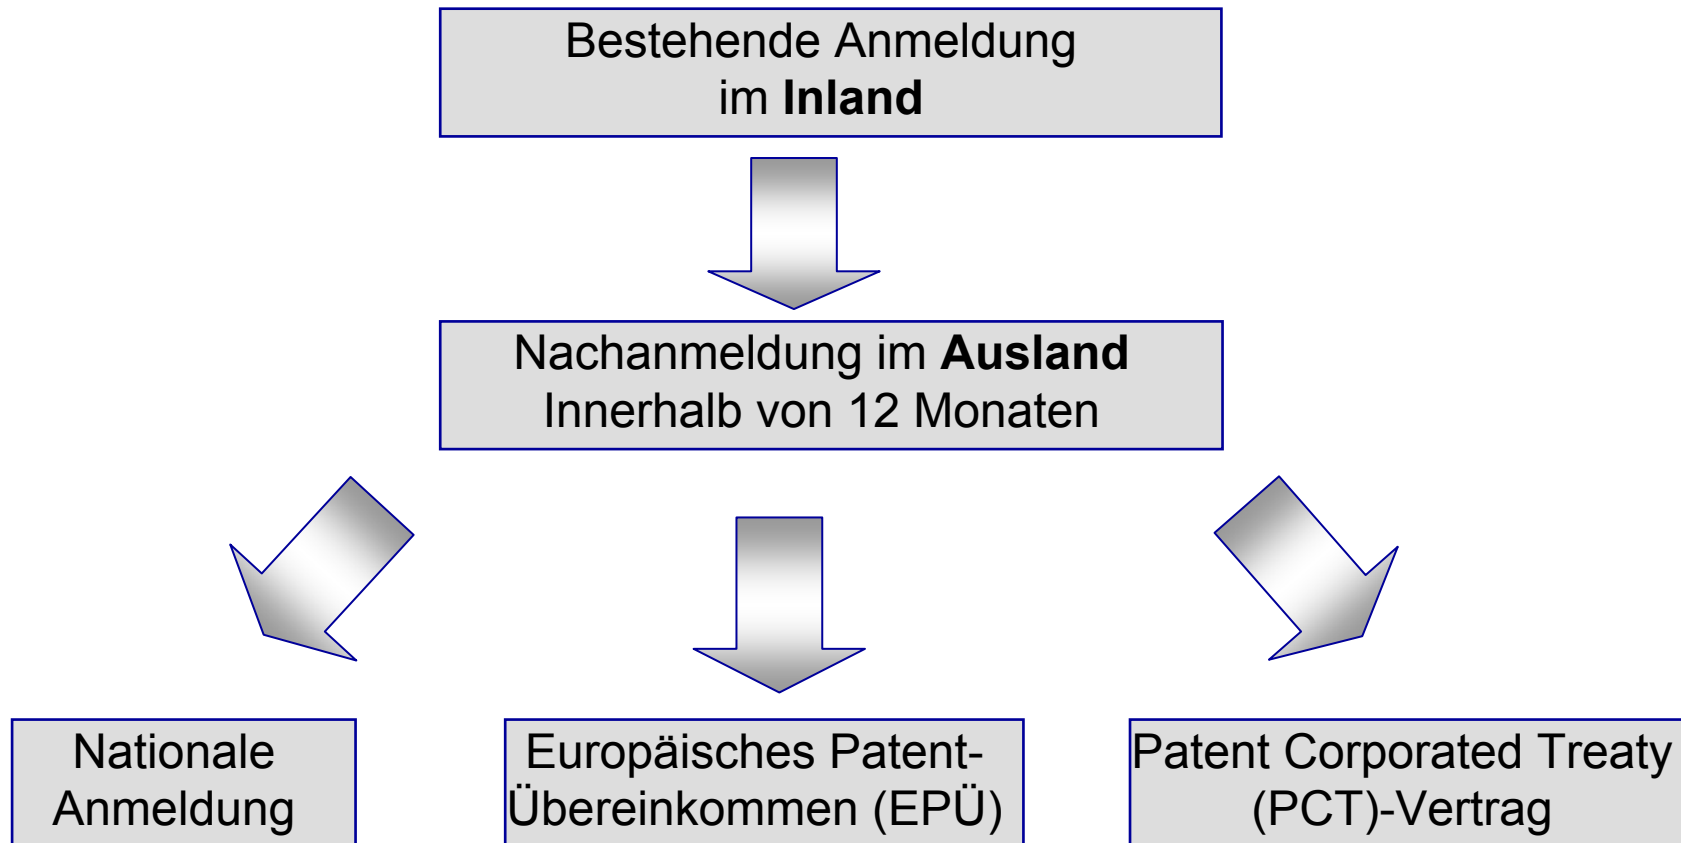 Bestehende Anmeldung
im Inland
Nachanmeldung im Ausland
Innerhalb von 12 Monaten
Nationale
Anmeldung
Europäisches Patent-
Übereinkommen (EPÜ)
Patent Corporated Treaty
(PCT)-Vertrag